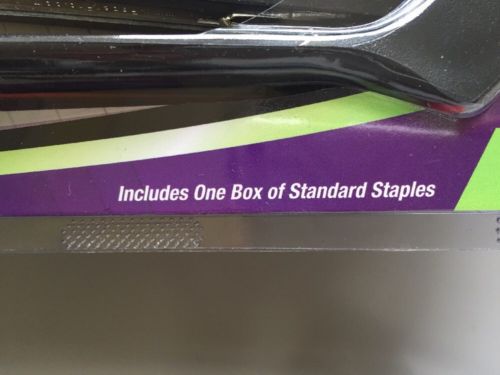 Includes One Box of Standard Staples